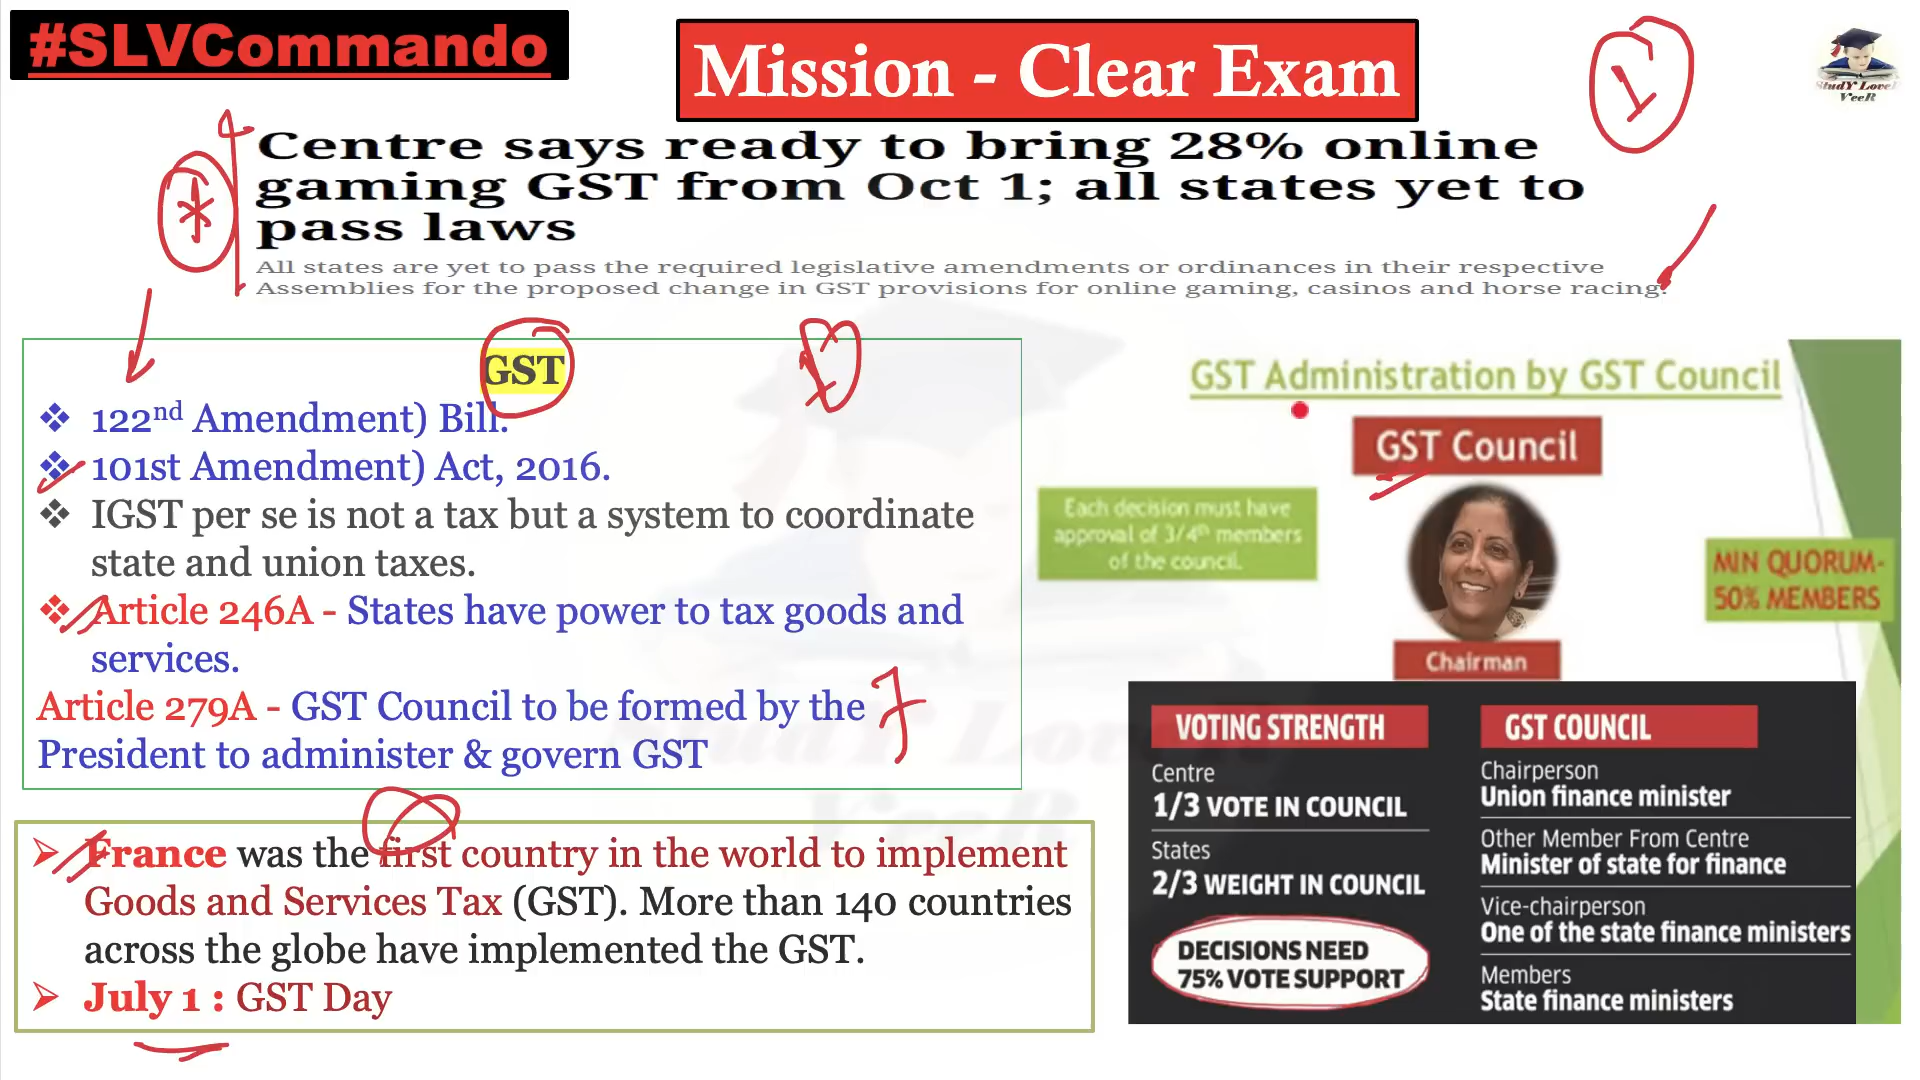 #SLVCommando
Mission - Clear Exam
StudY LoveR
VeeR
Centre says ready to bring 28% online
gaming GST from Oct 1; all states yet to
pass laws
All states are yet to pass the required legislative amendments or ordinances in their respective
Assemblies for the proposed change in GST provisions for online gaming, casinos and horse racing.
GST
❖ 122nd Amendment) Bill.
❖ 101st Amendment) Act, 2016.
❖ IGST per se is not a tax but a system to coordinate
state and union taxes.
❖ Article 246A - States have power to tax goods and
services.
Article 279A - GST Council to be formed by the
President to administer & govern GST
➢ France was the first country in the world to implement
Goods and Services Tax (GST). More than 140 countries
across the globe have implemented the GST.
➢ July 1 : GST Day
GST Administration by GST Council
GST Council
Each decision must have
approval of 3/4th members
of the council.
MIN QUORUM-
50% MEMBERS
Chairman
VOTING STRENGTH
Centre
1/3 VOTE IN COUNCIL
States
2/3 WEIGHT IN COUNCIL
DECISIONS NEED
75% VOTE SUPPORT
GST COUNCIL
Chairperson
Union finance minister
Other Member From Centre
Minister of state for finance
Vice-chairperson
One of the state finance ministers
Members
State finance ministers
StudY LoveR
VeeR